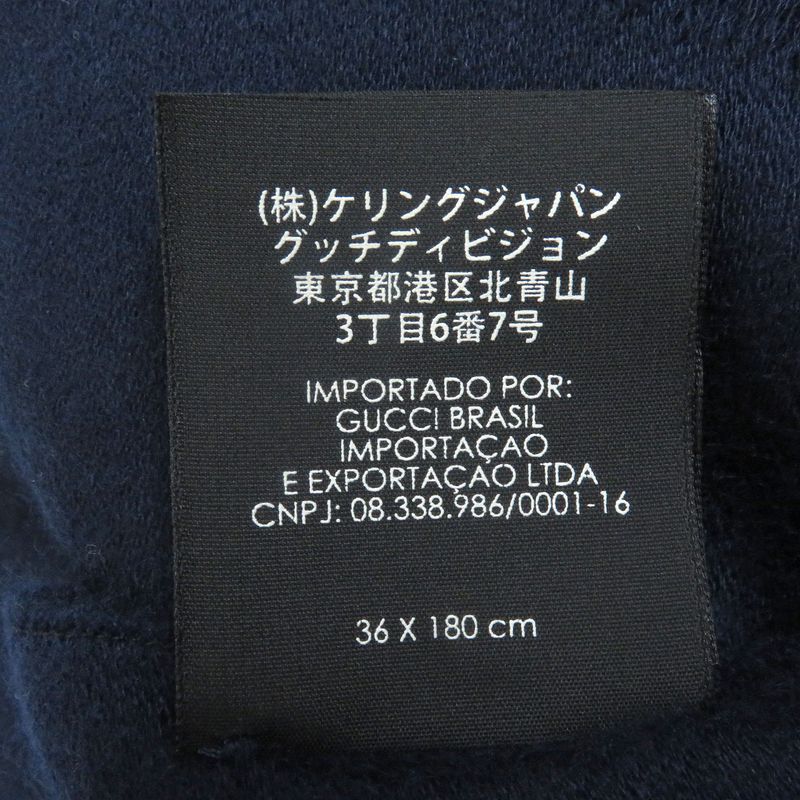 (株)ケリングジャパン
グッチディビジョン
東京都港区北青山
3丁目6番7号
IMPORTADO POR:
GUCCI BRASIL
IMPORTAÇAO
E EXPORTAÇAO LTDA
CNPJ: 08.338.986/0001-16
36 X 180 cm